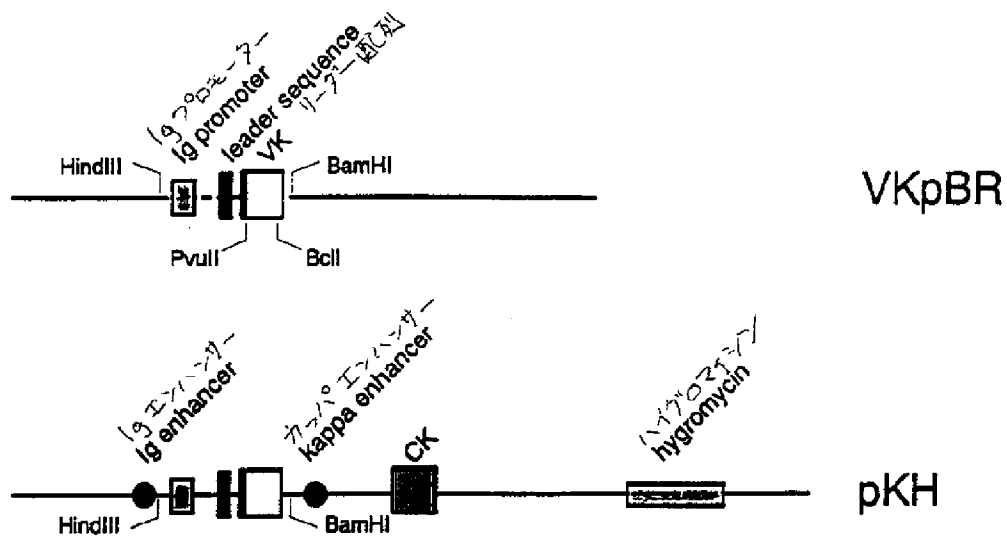 Igプロモーター
Ig promoter
leader sequence
リーダー配列
VK
HindIII
BamHI
PvuII
BclI
VKpBR
Igエンハンサー
Ig enhancer
カッパエンハンサー
kappa enhancer
CK
ハイグロマイシン
hygromycin
HindIII
BamHI
pKH